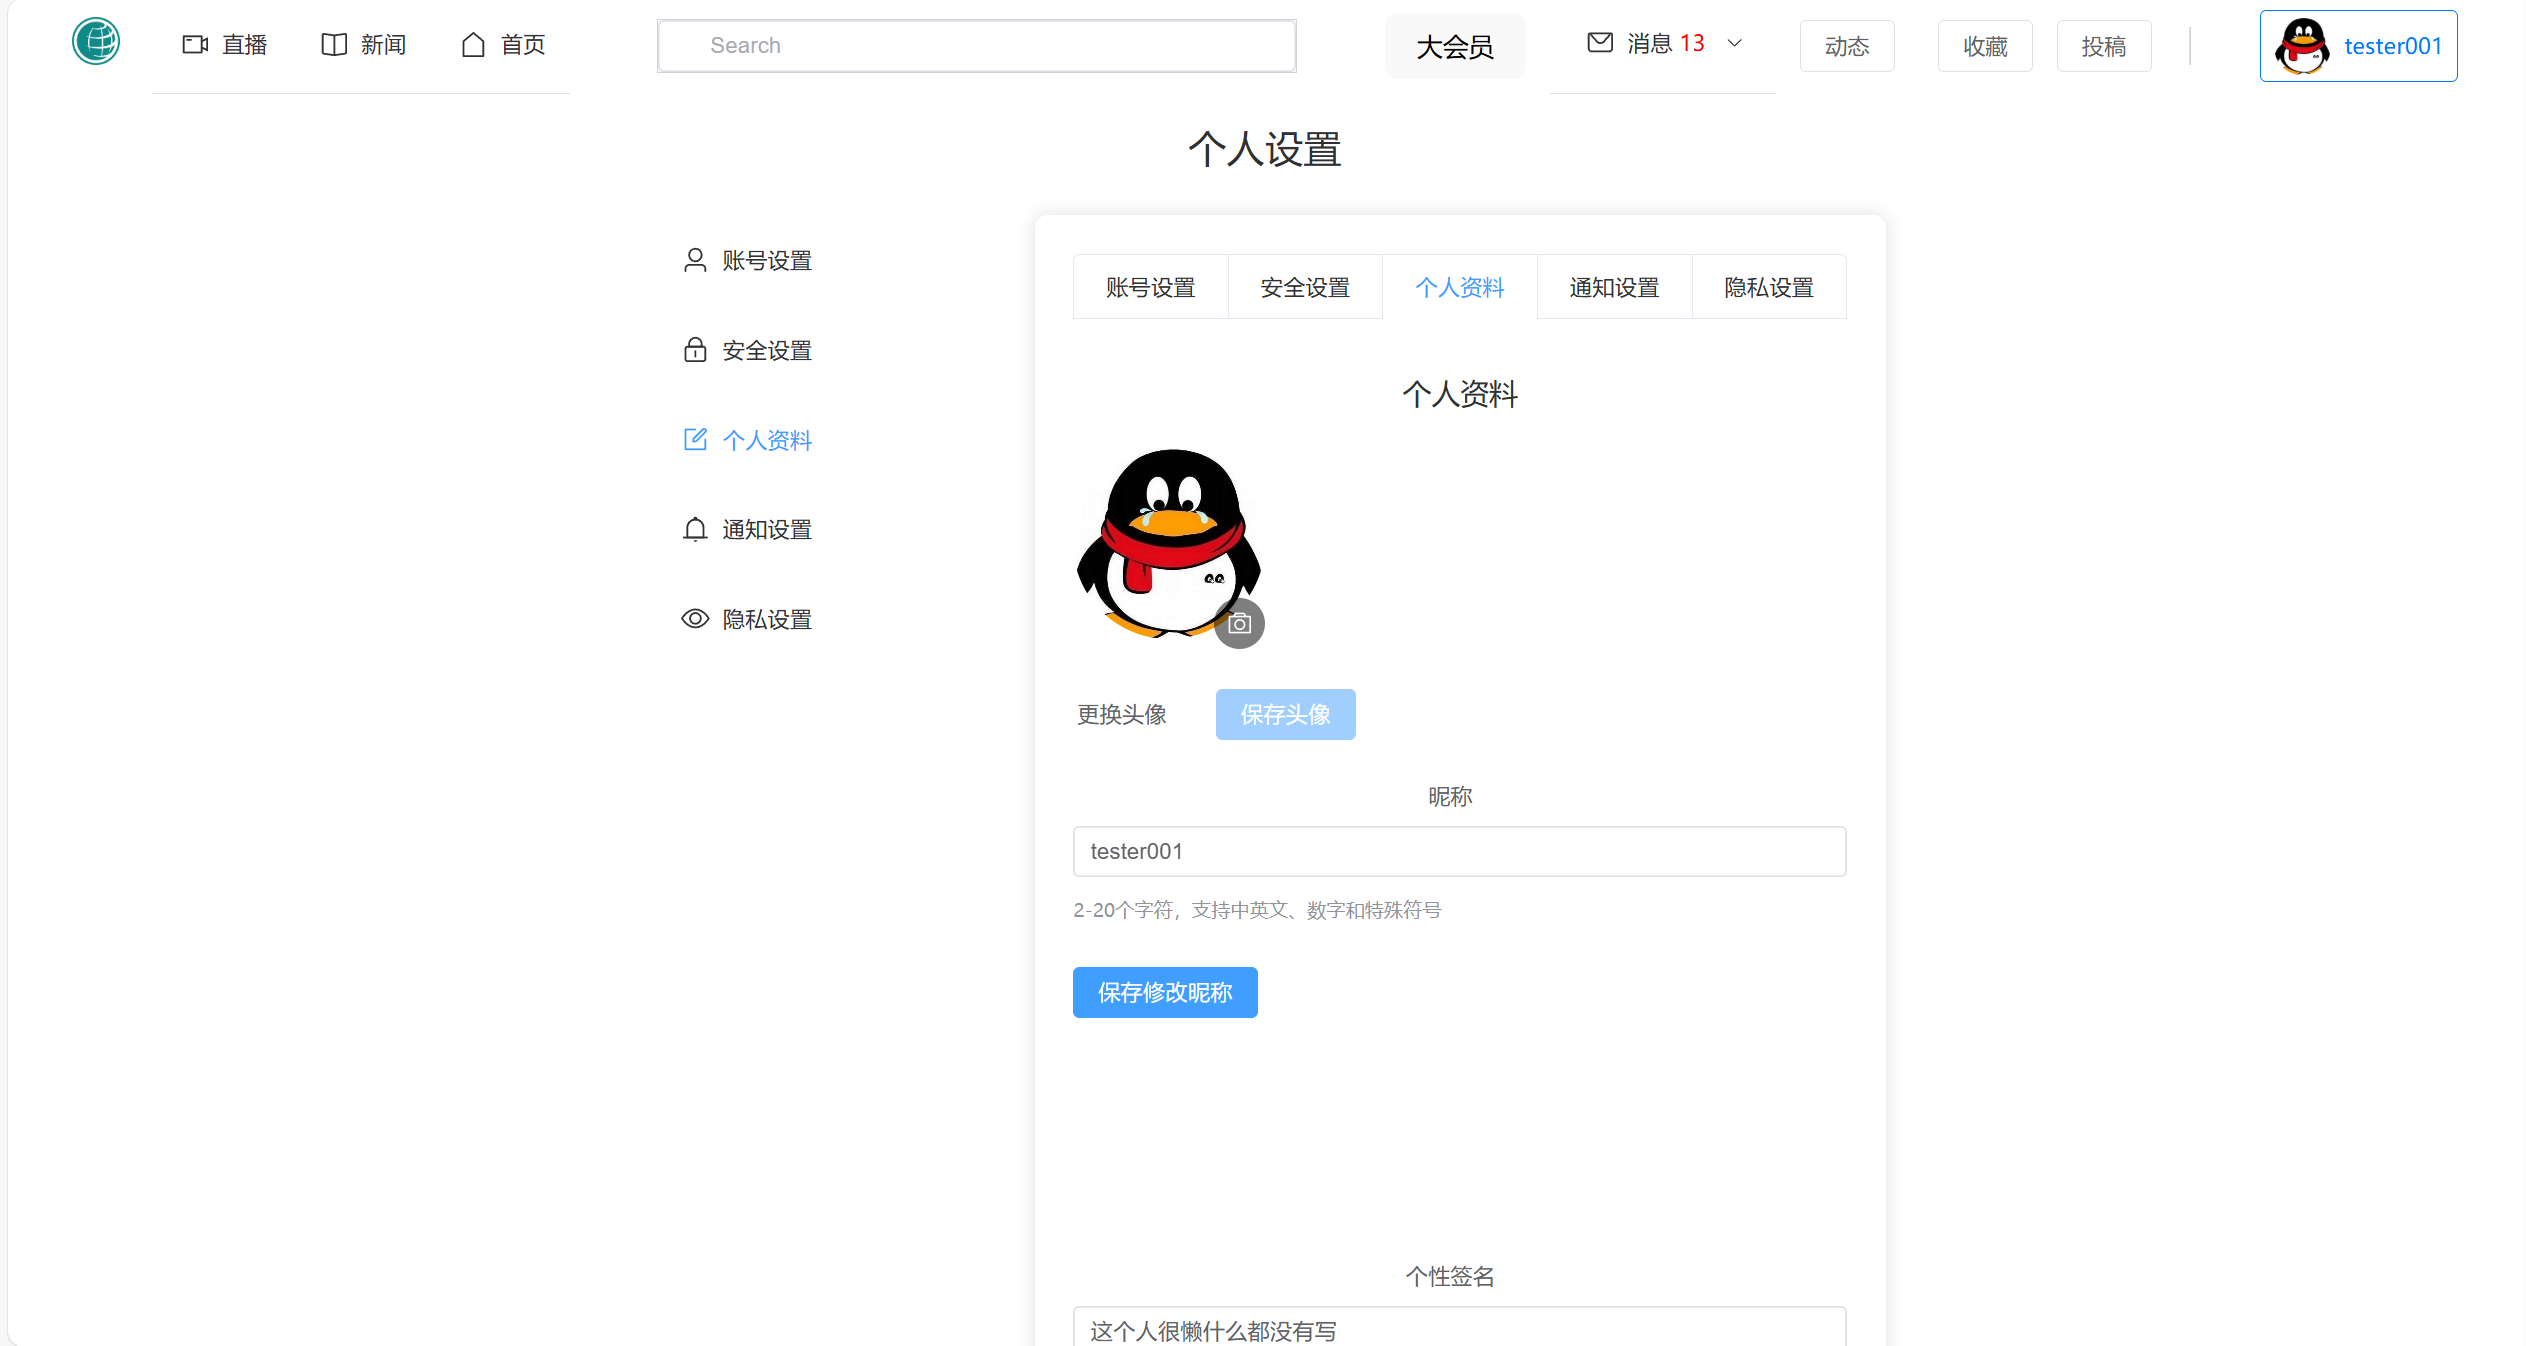 直播 新闻 首页 Search 大会员 消息 13 动态 收藏 投稿 tester001
个人设置
账号设置
安全设置
个人资料
通知设置
隐私设置
账号设置 安全设置 个人资料 通知设置 隐私设置
个人资料
更换头像 保存头像
昵称
tester001
2-20个字符，支持中英文、数字和特殊符号
保存修改昵称
个性签名
这个人很懒什么都没有写